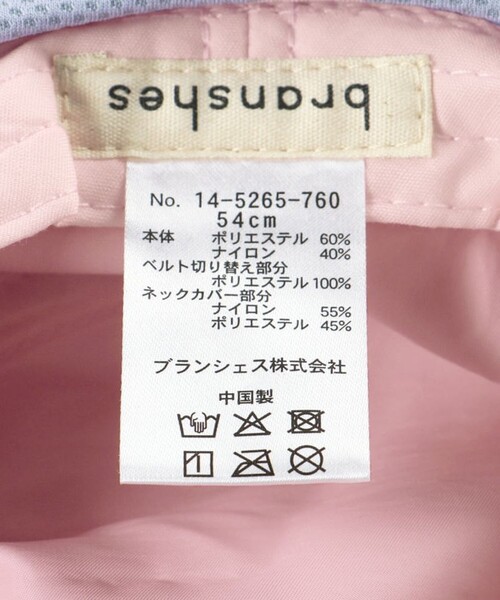 branshes
No. 14-5265-760
54cm
本体 ポリエステル 60%
ナイロン 40%
ベルト切り替え部分
ポリエステル 100%
ネックカバー部分
ナイロン 55%
ポリエステル 45%
ブランシェス株式会社
中国製